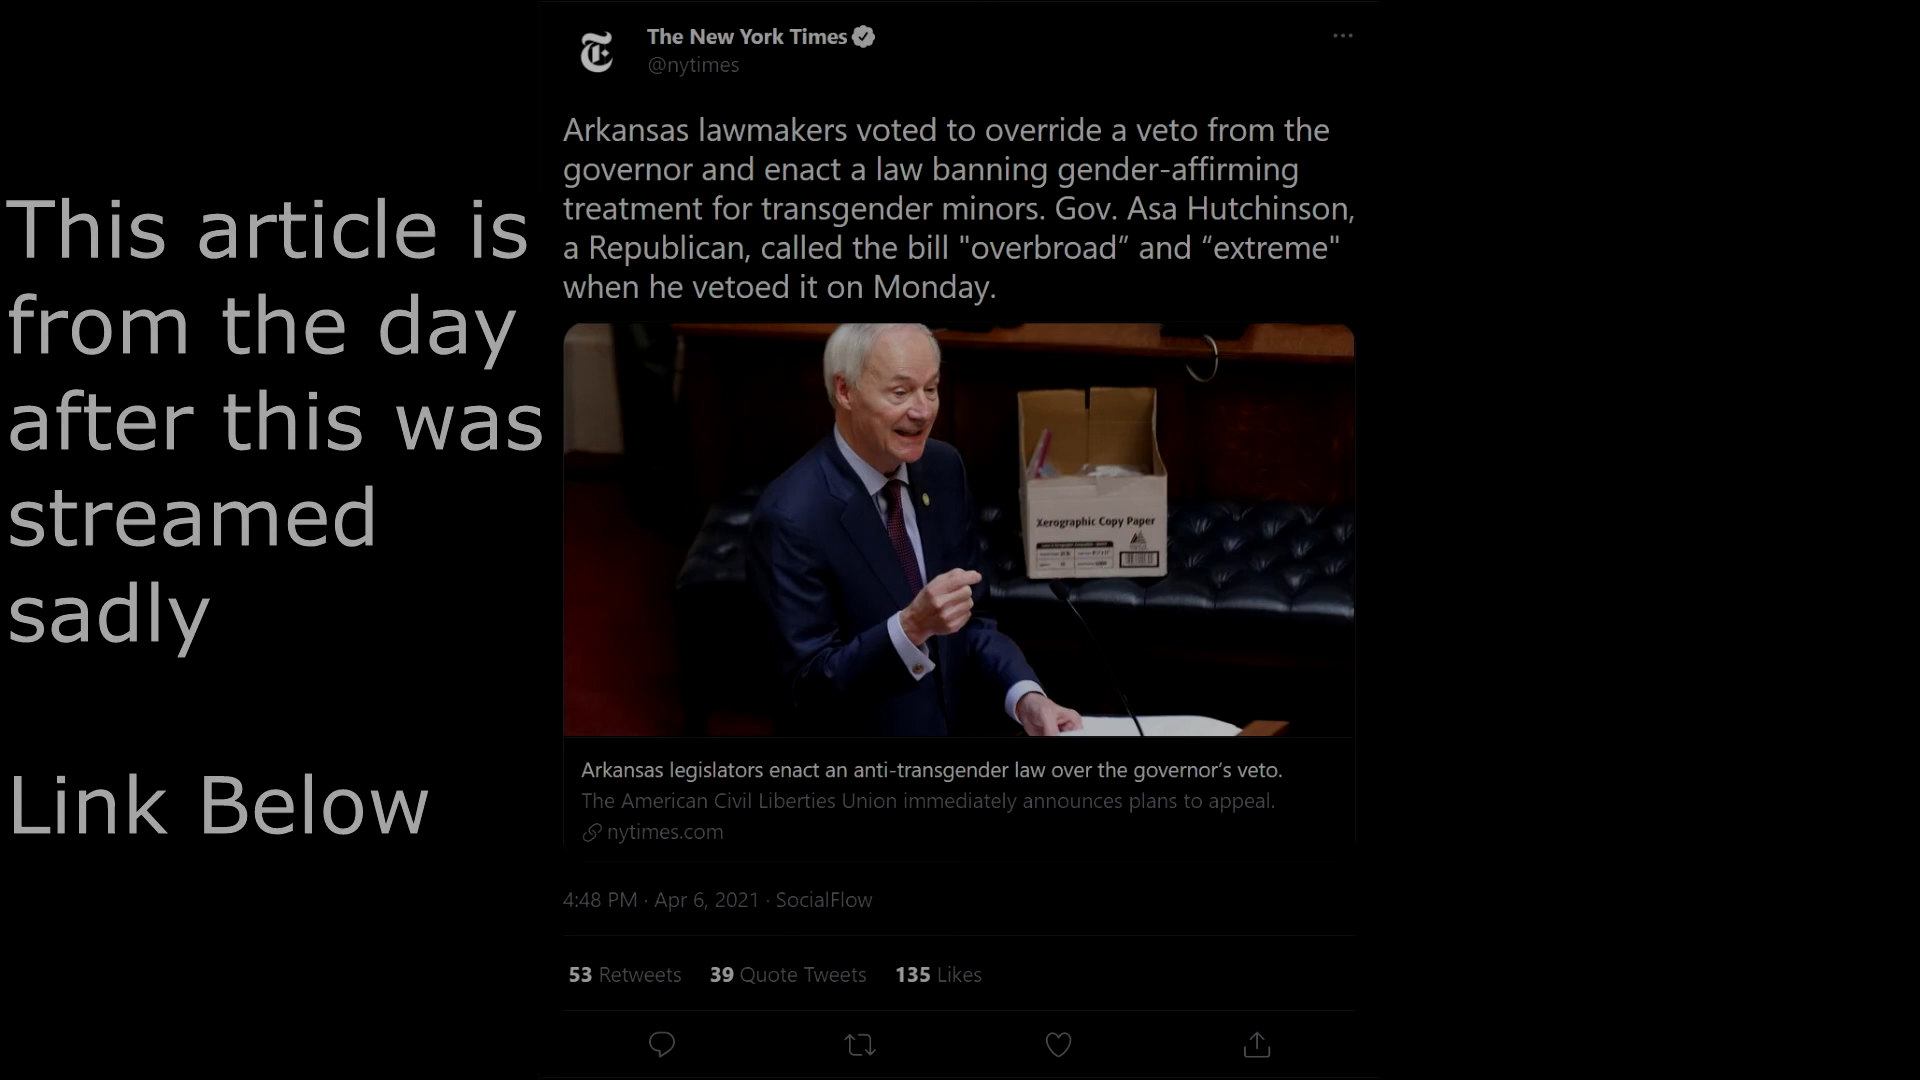 This article is
from the day
after this was
streamed
sadly
Link Below
The New York Times
@nytimes
Arkansas lawmakers voted to override a veto from the
governor and enact a law banning gender-affirming
treatment for transgender minors. Gov. Asa Hutchinson,
a Republican, called the bill "overbroad” and “extreme"
when he vetoed it on Monday.
Xerographic Copy Paper
Arkansas legislators enact an anti-transgender law over the governor’s veto.
The American Civil Liberties Union immediately announces plans to appeal.
nytimes.com
4:48 PM · Apr 6, 2021 · SocialFlow
53 Retweets 39 Quote Tweets 135 Likes